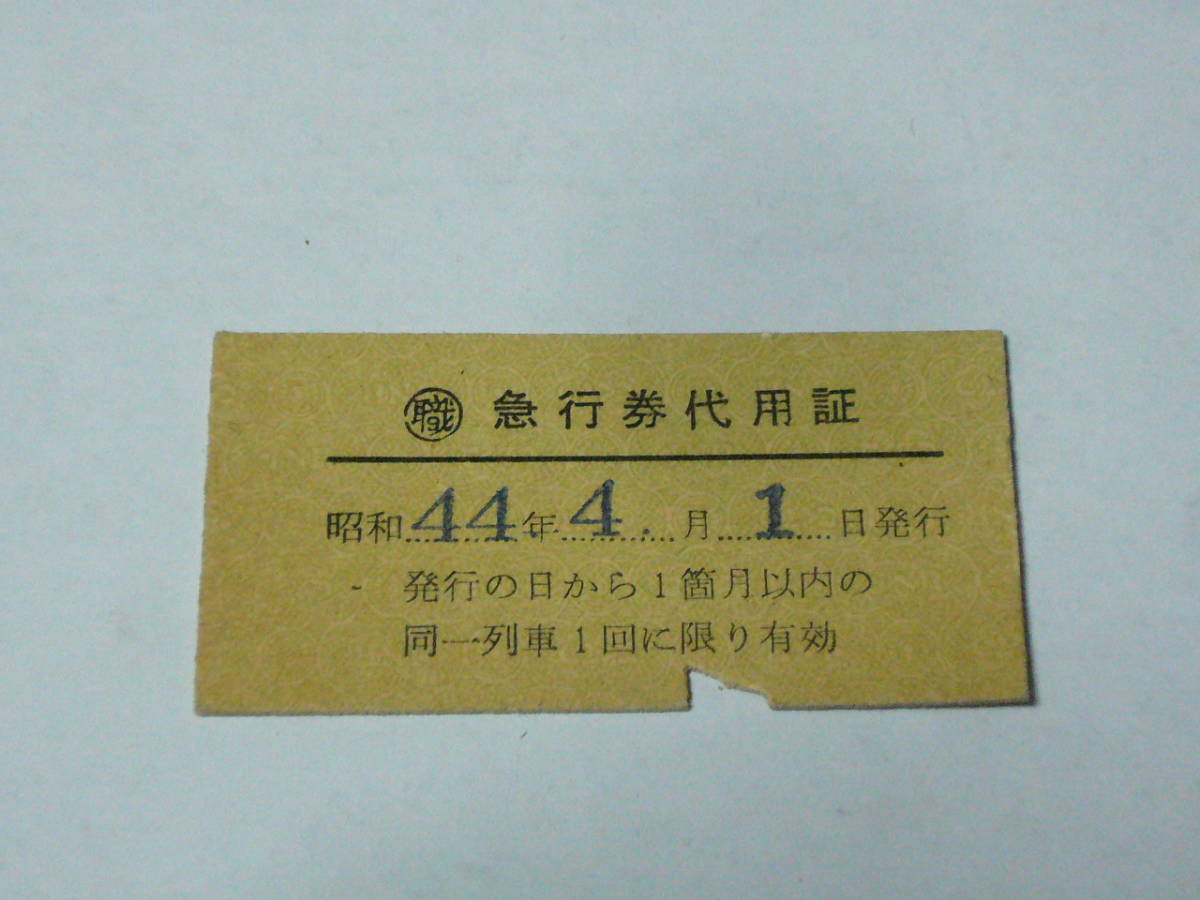 職 急行券代用証
昭和44年4.月1日発行
発行の日から1箇月以内の
同一列車1回に限り有効